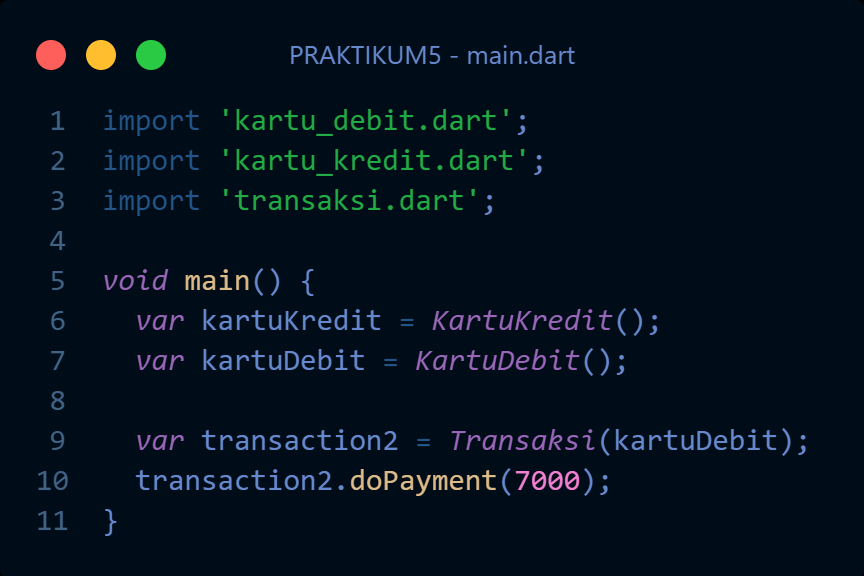 PRAKTIKUM5 - main.dart
1 import 'kartu_debit.dart';
2 import 'kartu_kredit.dart';
3 import 'transaksi.dart';
4
5 void main() {
6   var kartuKredit = KartuKredit();
7   var kartuDebit = KartuDebit();
8
9   var transaction2 = Transaksi(kartuDebit);
10   transaction2.doPayment(7000);
11 }